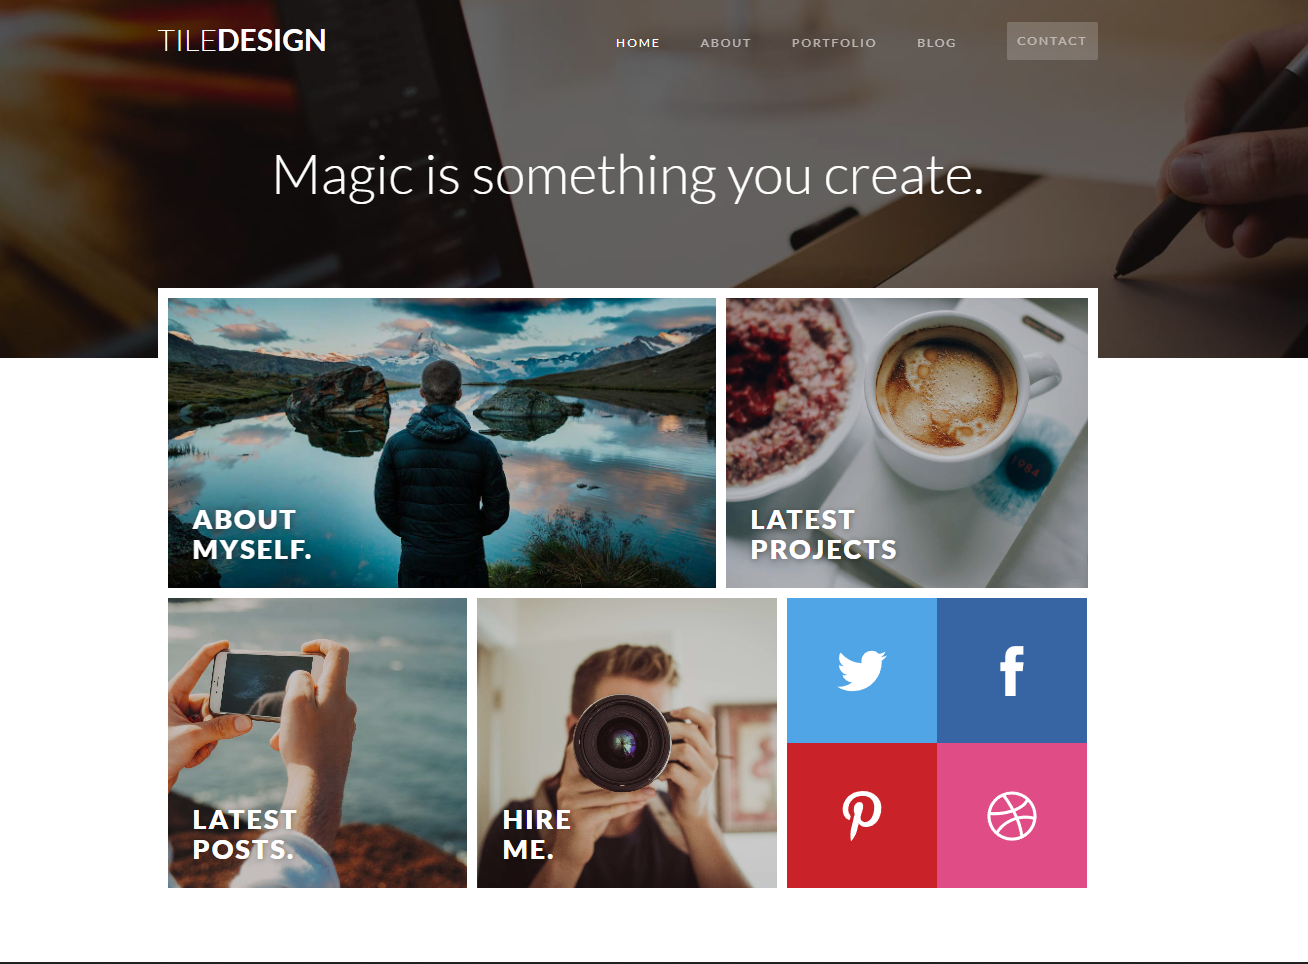 TILEDESIGN
HOME ABOUT PORTFOLIO BLOG CONTACT
Magic is something you create.
ABOUT
MYSELF.
LATEST
PROJECTS
1984
LATEST
POSTS.
HIRE
ME.